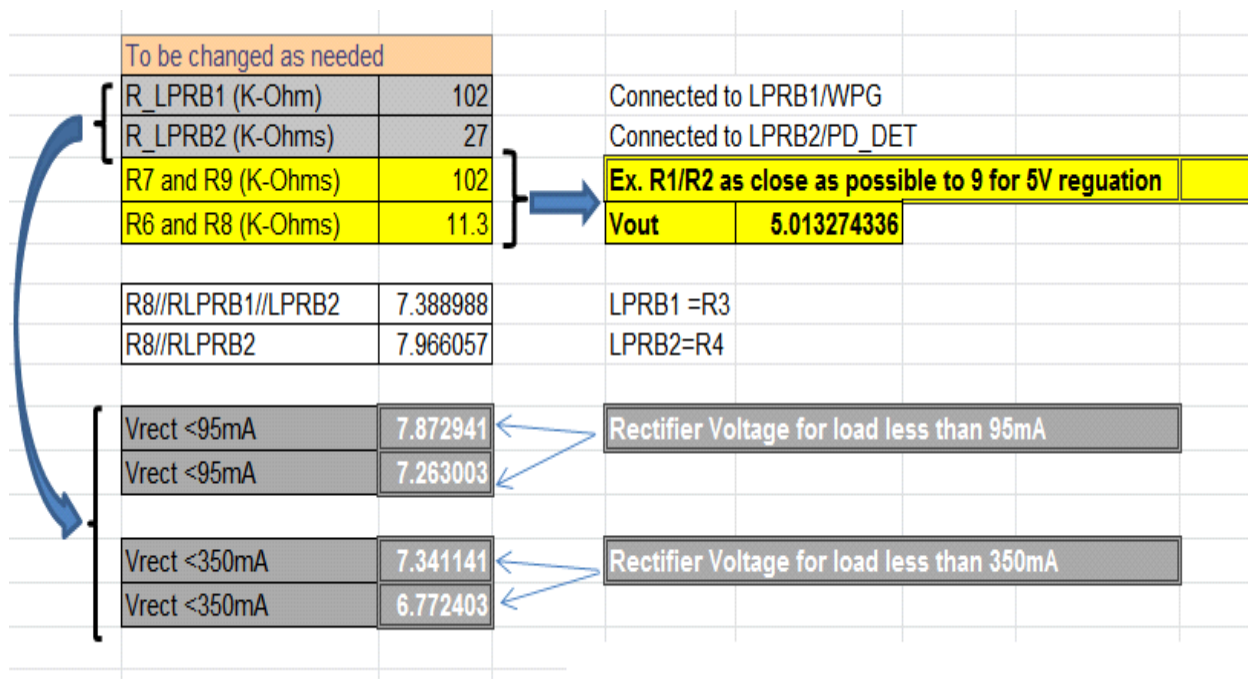 To be changed as needed
R_LPRB1 (K-Ohm) 102 Connected to LPRB1/WPG
R_LPRB2 (K-Ohms) 27 Connected to LPRB2/PD_DET
R7 and R9 (K-Ohms) 102 Ex. R1/R2 as close as possible to 9 for 5V reguation
R6 and R8 (K-Ohms) 11.3 Vout 5.013274336
R8//RLPRB1//LPRB2 7.388988 LPRB1 =R3
R8//RLPRB2 7.966057 LPRB2=R4
Vrect <95mA 7.872941 Rectifier Voltage for load less than 95mA
Vrect <95mA 7.263003
Vrect <350mA 7.341141 Rectifier Voltage for load less than 350mA
Vrect <350mA 6.772403